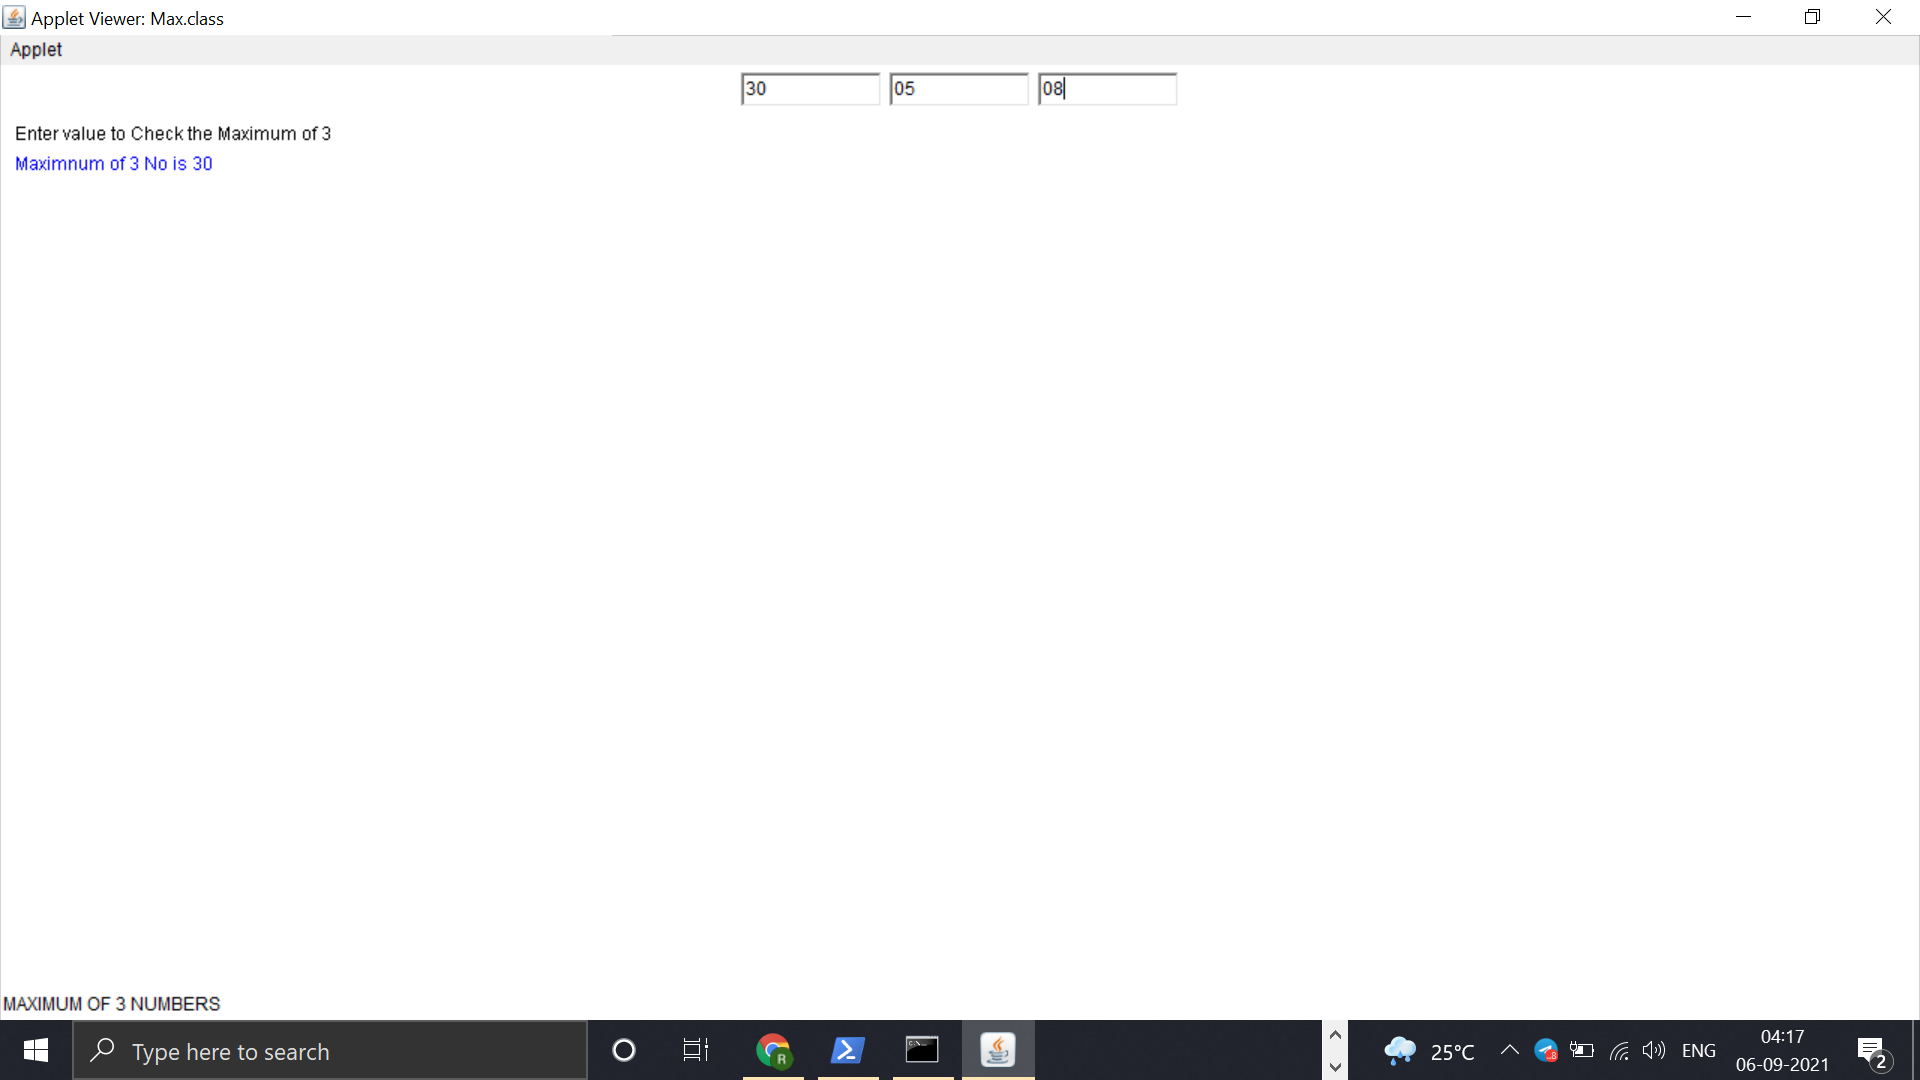 Applet Viewer: Max.class
Applet
30 05 08
Enter value to Check the Maximum of 3
Maximnum of 3 No is 30
MAXIMUM OF 3 NUMBERS
Type here to search
R
C:\_
8
25°C
ENG
04:17
06-09-2021
2